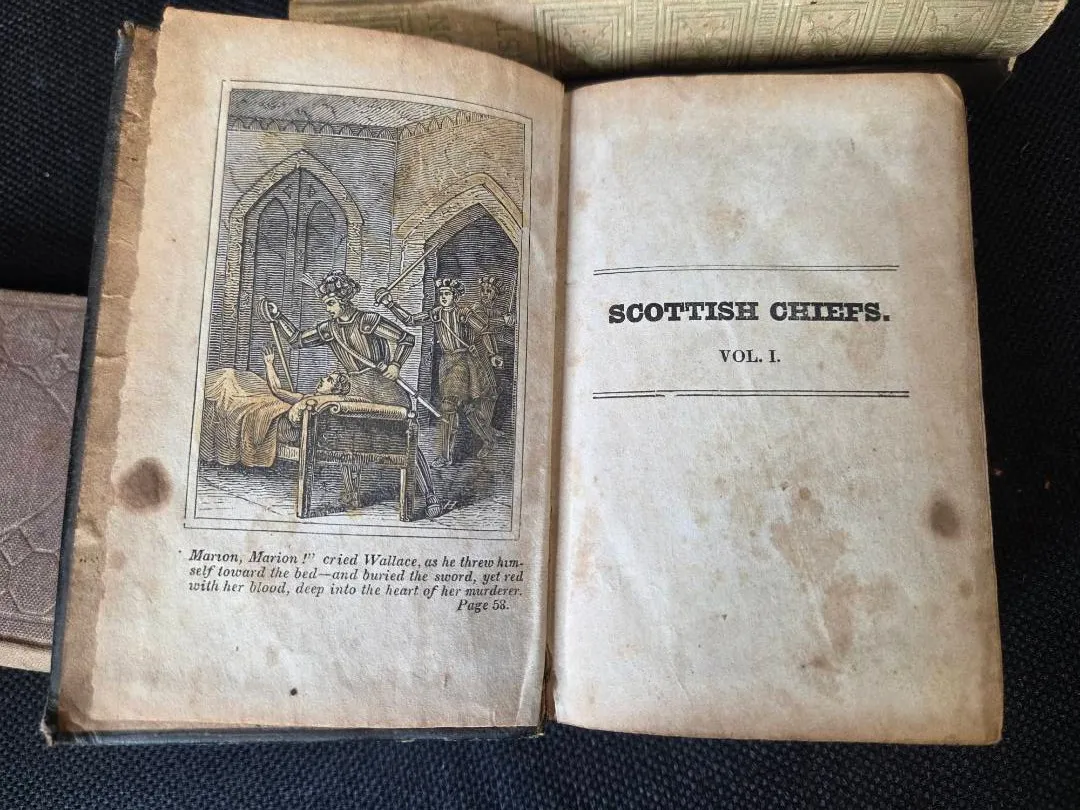 ' Marion, Marion !" cried Wallace, as he threw him-
self toward the bed—and buried the sword, yet red
with her blood, deep into the heart of her murderer.
Page 58.
SCOTTISH CHIEFS.
VOL. I.